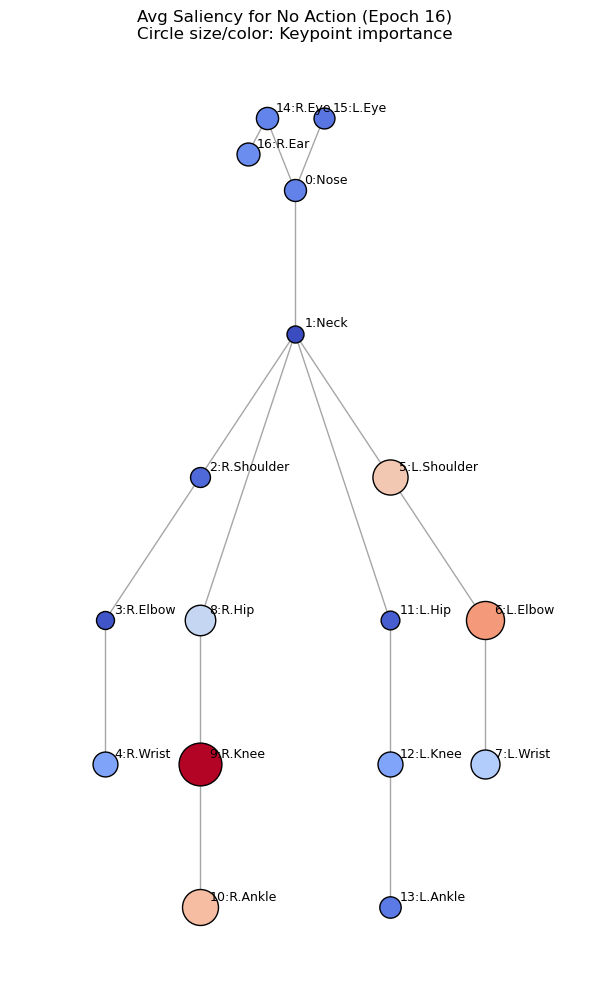 Avg Saliency for No Action (Epoch 16)
Circle size/color: Keypoint importance
14:R.Eye
15:L.Eye
16:R.Ear
0:Nose
1:Neck
2:R.Shoulder
5:L.Shoulder
3:R.Elbow
8:R.Hip
11:L.Hip
6:L.Elbow
4:R.Wrist
9:R.Knee
12:L.Knee
7:L.Wrist
10:R.Ankle
13:L.Ankle